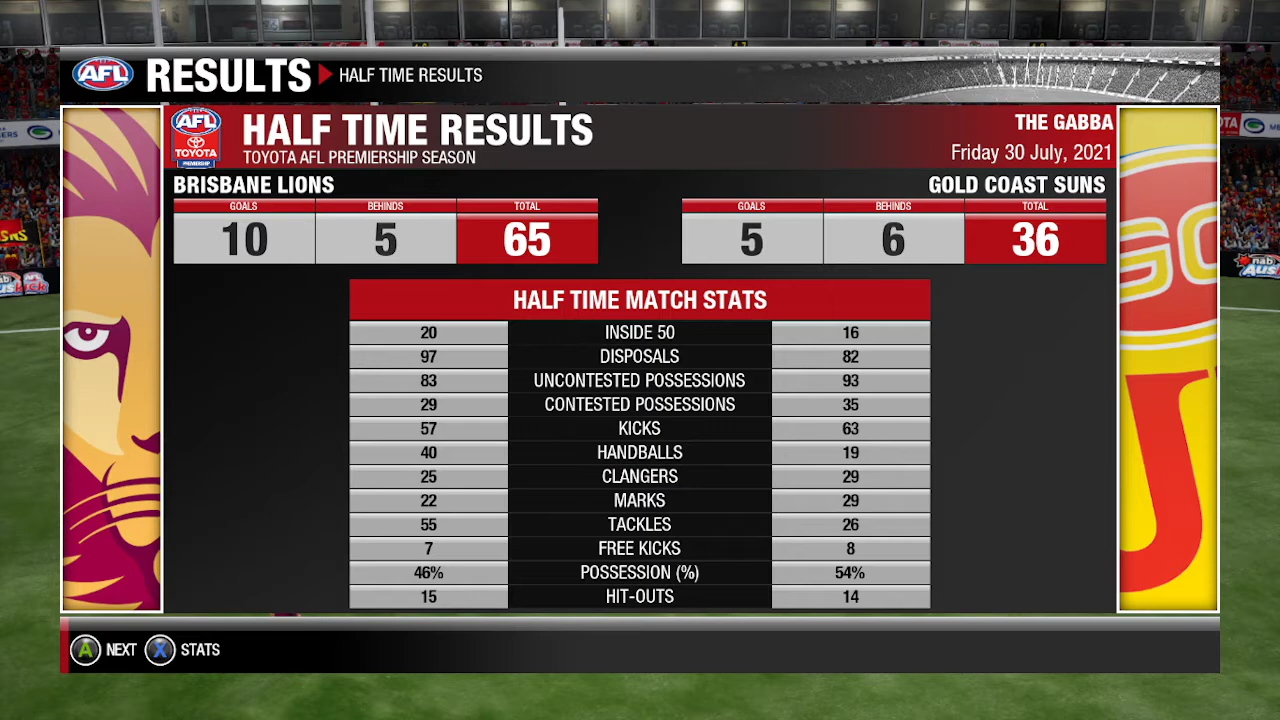 AFL RESULTS HALF TIME RESULTS
AFL
TOYOTA
PREMIERSHIP
HALF TIME RESULTS
TOYOTA AFL PREMIERSHIP SEASON
THE GABBA
Friday 30 July, 2021
BRISBANE LIONS
GOLD COAST SUNS
GOALS BEHINDS TOTAL GOALS BEHINDS TOTAL
10 5 65 5 6 36
HALF TIME MATCH STATS
20 INSIDE 50 16
97 DISPOSALS 82
83 UNCONTESTED POSSESSIONS 93
29 CONTESTED POSSESSIONS 35
57 KICKS 63
40 HANDBALLS 19
25 CLANGERS 29
22 MARKS 29
55 TACKLES 26
7 FREE KICKS 8
46% POSSESSION (%) 54%
15 HIT-OUTS 14
A NEXT X STATS